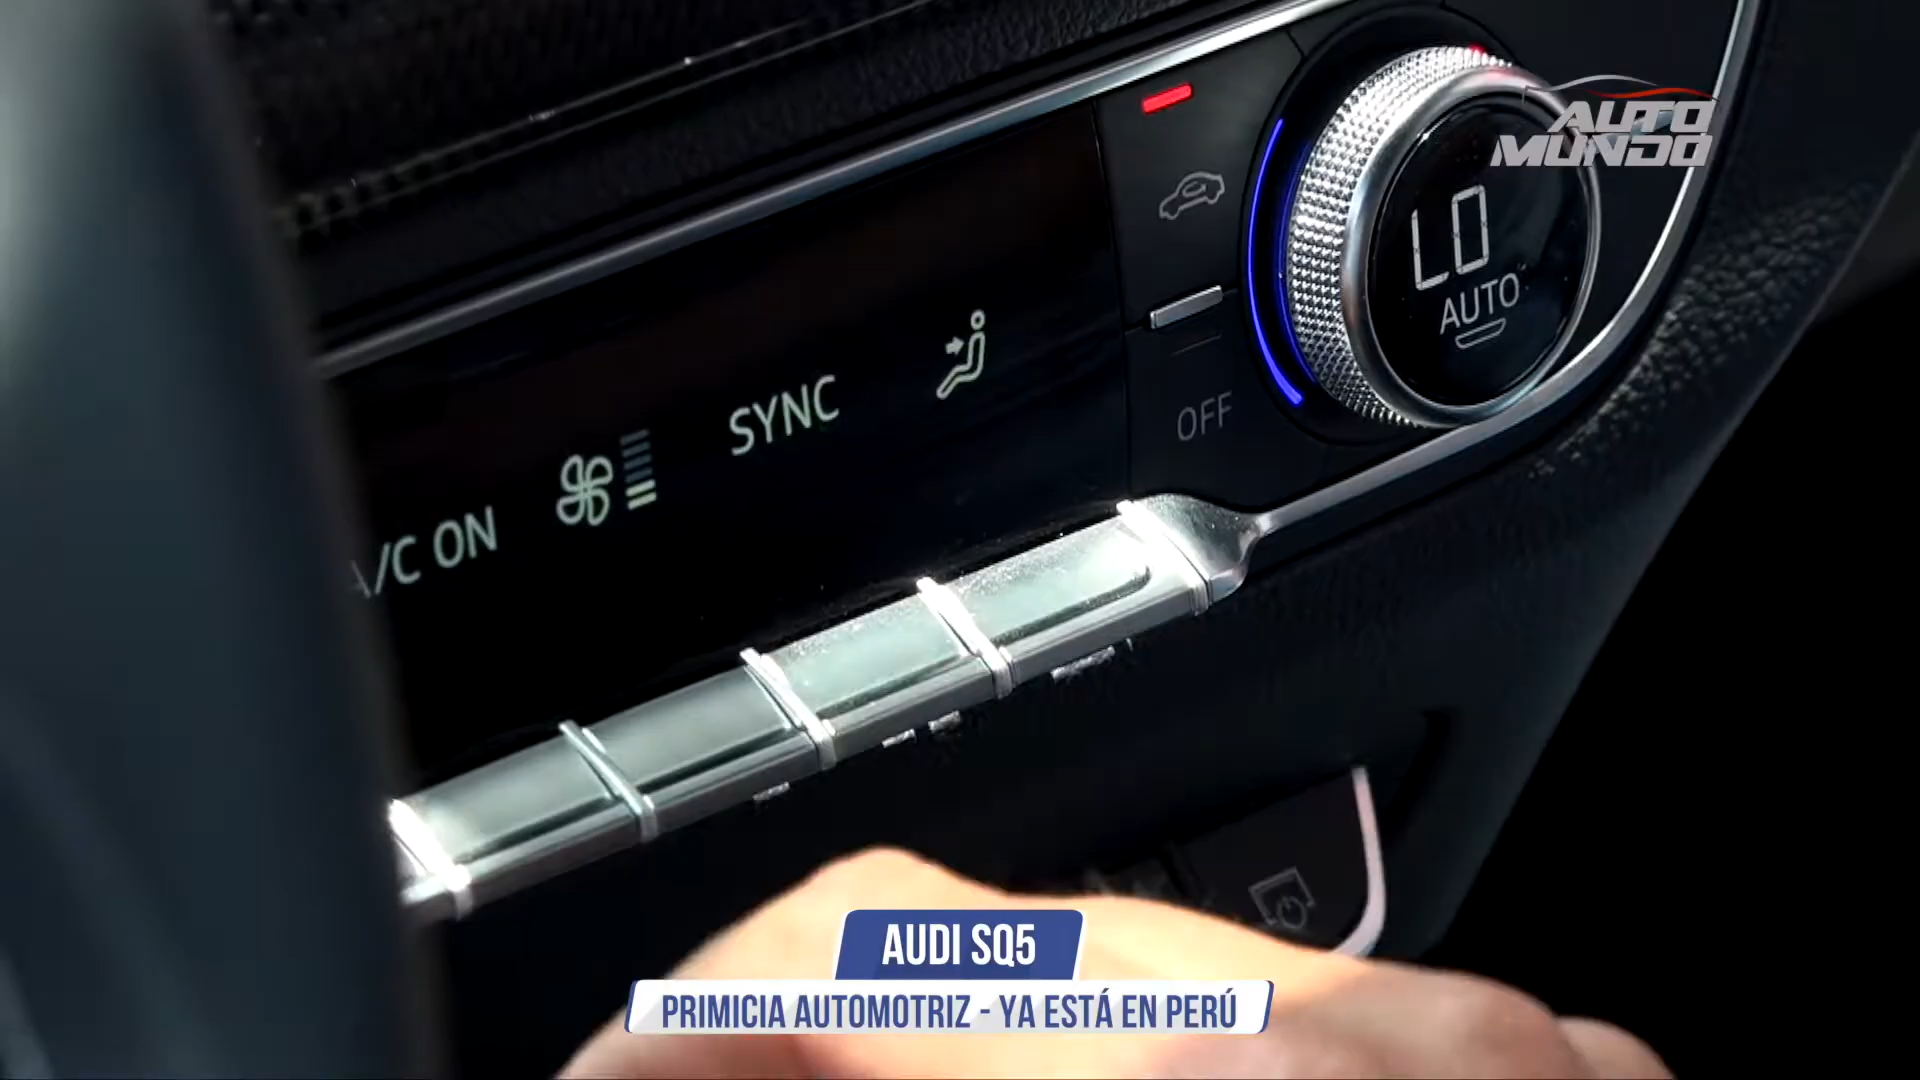 AUTO
MUNDO
LO
AUTO
OFF
SYNC
A/C ON
AUDI SQ5
PRIMICIA AUTOMOTRIZ - YA ESTÁ EN PERÚ